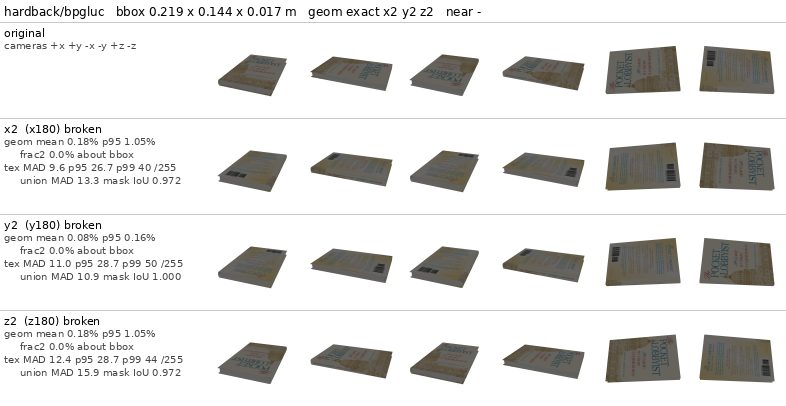 hardback/bpgluc   bbox 0.219 x 0.144 x 0.017 m   geom exact x2 y2 z2   near -
original
cameras +x +y -x -y +z -z
x2  (x180) broken
geom mean 0.18% p95 1.05%
frac2 0.0% about bbox
tex MAD 9.6 p95 26.7 p99 40 /255
union MAD 13.3 mask IoU 0.972
y2  (y180) broken
geom mean 0.08% p95 0.16%
frac2 0.0% about bbox
tex MAD 11.0 p95 28.7 p99 50 /255
union MAD 10.9 mask IoU 1.000
z2  (z180) broken
geom mean 0.18% p95 1.05%
frac2 0.0% about bbox
tex MAD 12.4 p95 28.7 p99 44 /255
union MAD 15.9 mask IoU 0.972